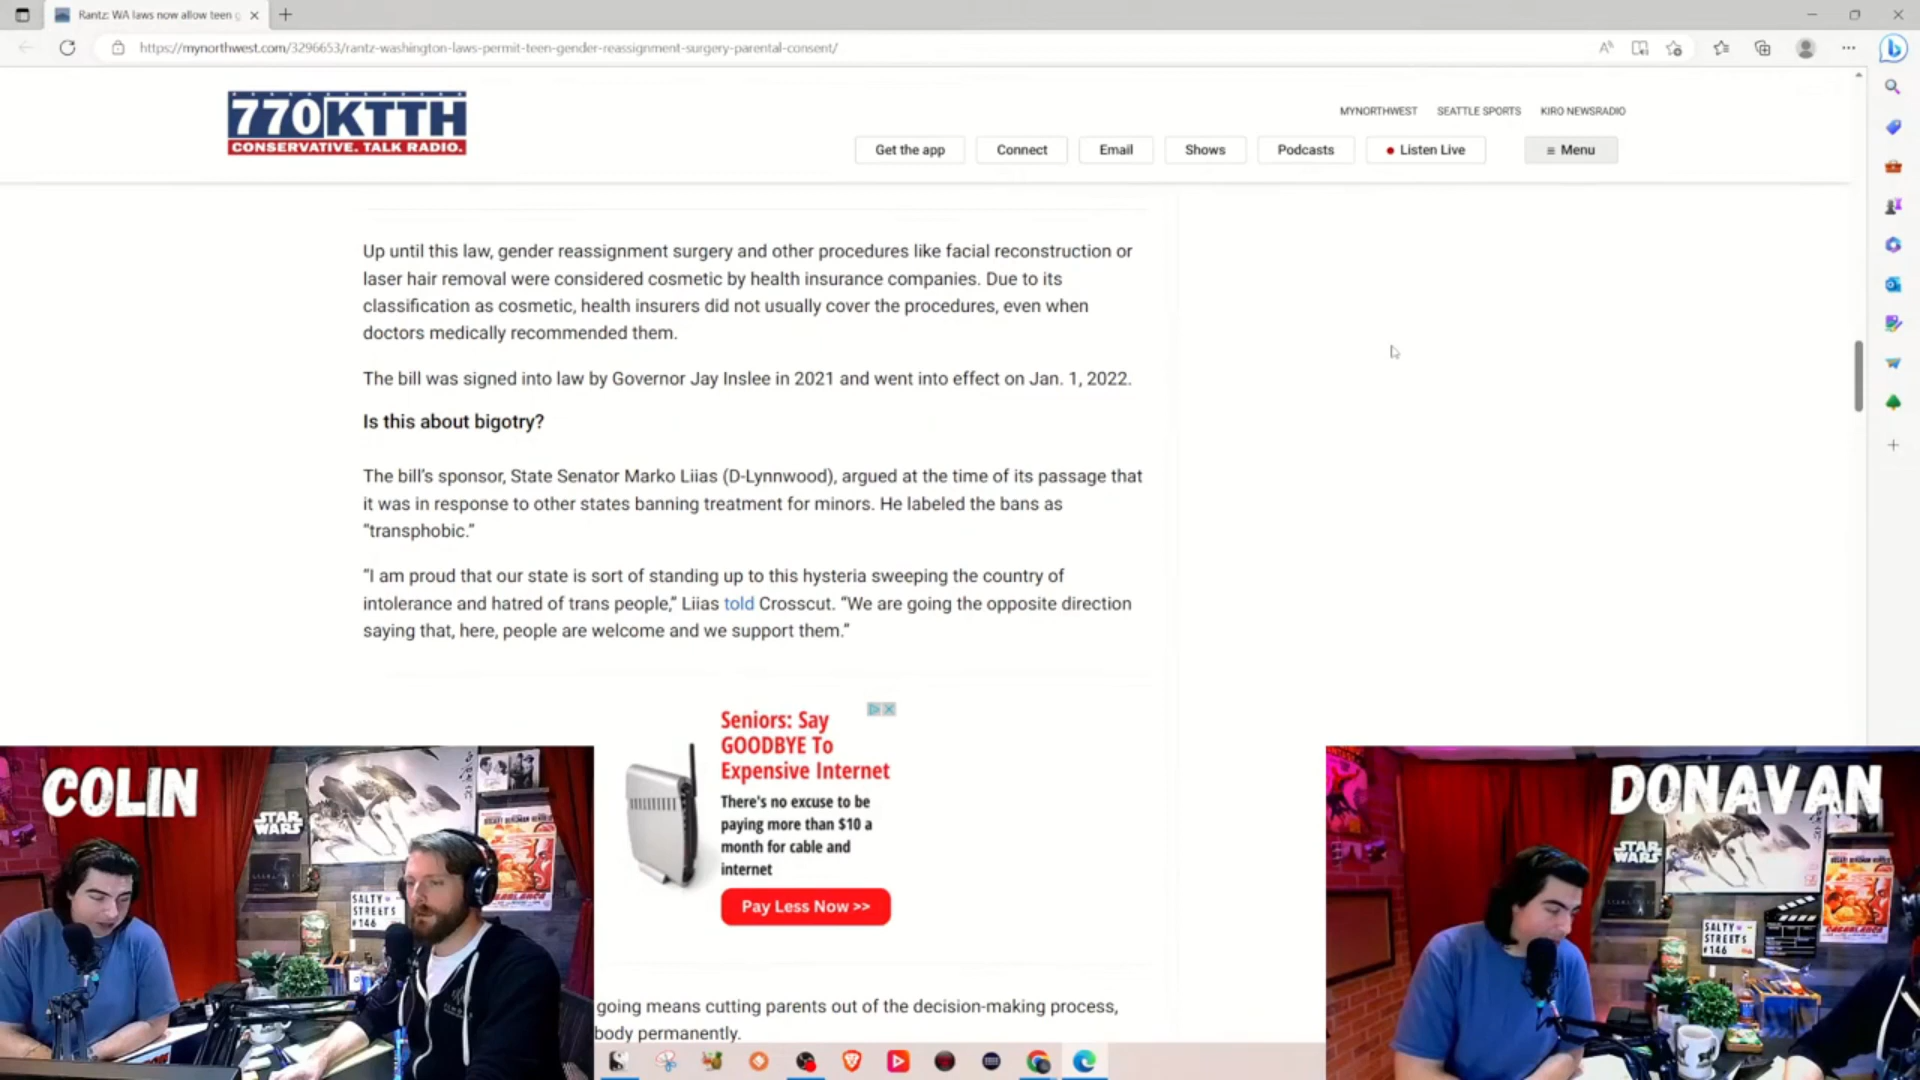 Rantz: WA laws now allow teen g
https://mynorthwest.com/3296653/rantz-washington-laws-permit-teen-gender-reassignment-surgery-parental-consent/
770KTTH
CONSERVATIVE. TALK RADIO.
MYNORTHWEST SEATTLE SPORTS KIRO NEWSRADIO
Get the app Connect Email Shows Podcasts Listen Live Menu
Up until this law, gender reassignment surgery and other procedures like facial reconstruction or
laser hair removal were considered cosmetic by health insurance companies. Due to its
classification as cosmetic, health insurers did not usually cover the procedures, even when
doctors medically recommended them.
The bill was signed into law by Governor Jay Inslee in 2021 and went into effect on Jan. 1, 2022.
Is this about bigotry?
The bill's sponsor, State Senator Marko Liias (D-Lynnwood), argued at the time of its passage that
it was in response to other states banning treatment for minors. He labeled the bans as
"transphobic."
"I am proud that our state is sort of standing up to this hysteria sweeping the country of
intolerance and hatred of trans people," Liias told Crosscut. "We are going the opposite direction
saying that, here, people are welcome and we support them."
Seniors: Say
GOODBYE To
Expensive Internet
There's no excuse to be
paying more than $10 a
month for cable and
internet
Pay Less Now >>
going means cutting parents out of the decision-making process,
body permanently.
COLIN
STAR
WARS
SALTY
STREETS
#146
CASABLANCA
DONAVAN
STAR
WARS
SALTY
STREETS
#146
CASABLANCA